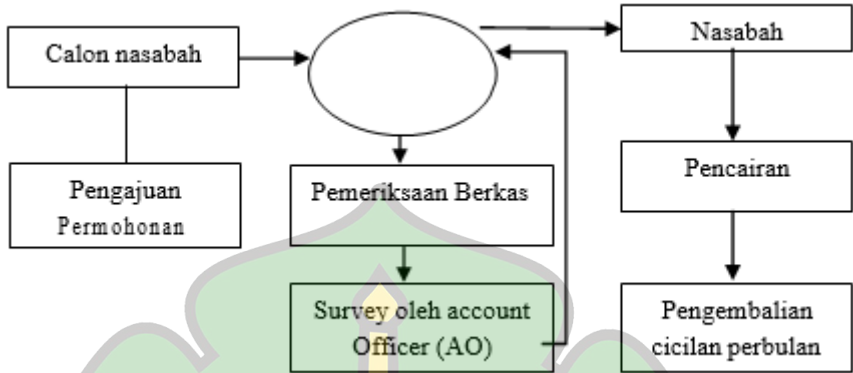 Calon nasabah
Pengajuan
Permohonan
Pemeriksaan Berkas
Survey oleh account
Officer (AO)
Nasabah
Pencairan
Pengembalian
cicilan perbulan